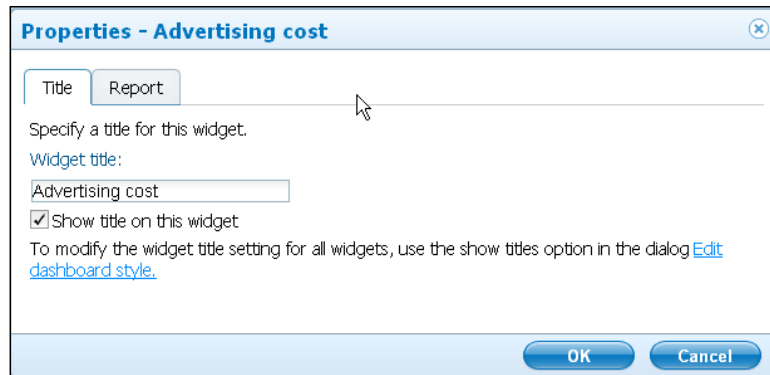 Properties - Advertising cost
Title
Report
Specify a title for this widget.
Widget title:
Advertising cost
Show title on this widget
To modify the widget title setting for all widgets, use the show titles option in the dialog Edit
dashboard style.
OK
Cancel